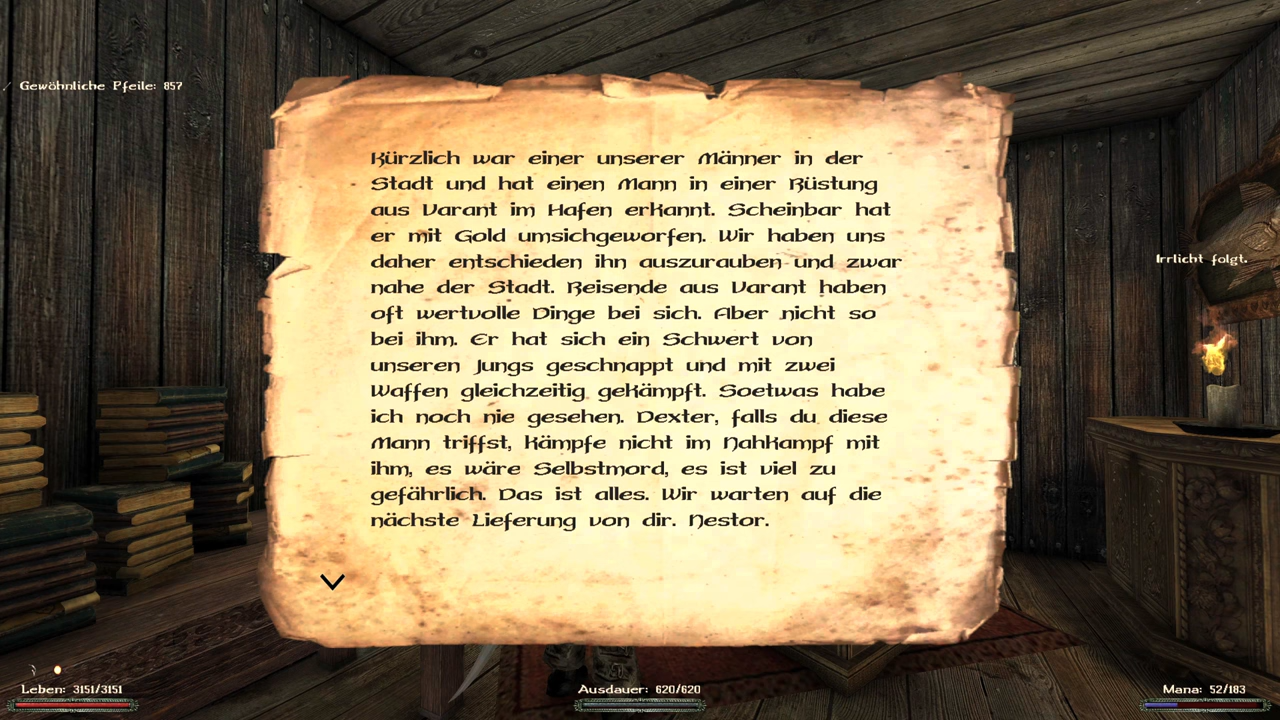 Gewöhnliche Pfeile: 857
Kürzlich war einer unserer Männer in der
Stadt und hat einen Mann in einer Rüstung
aus Varant im Hafen erkannt. Scheinbar hat
er mit Gold umsichgeworfen. Wir haben uns
daher entschieden ihn auszurauben und zwar
nahe der Stadt. Reisende aus Varant haben
oft wertvolle Dinge bei sich. Aber nicht so
bei ihm. Er hat sich ein Schwert von
unseren Jungs geschnappt und mit zwei
Waffen gleichzeitig gekämpft. Soetwas habe
ich noch nie gesehen. Dexter, falls du diese
Mann triffst, kämpfe nicht im Nahkampf mit
ihm, es wäre Selbstmord, es ist viel zu
gefährlich. Das ist alles. Wir warten auf die
nächste Lieferung von dir. Nestor.
Irrlicht folgt.
Leben: 3151/3151
Ausdauer: 620/620
Mana: 52/183